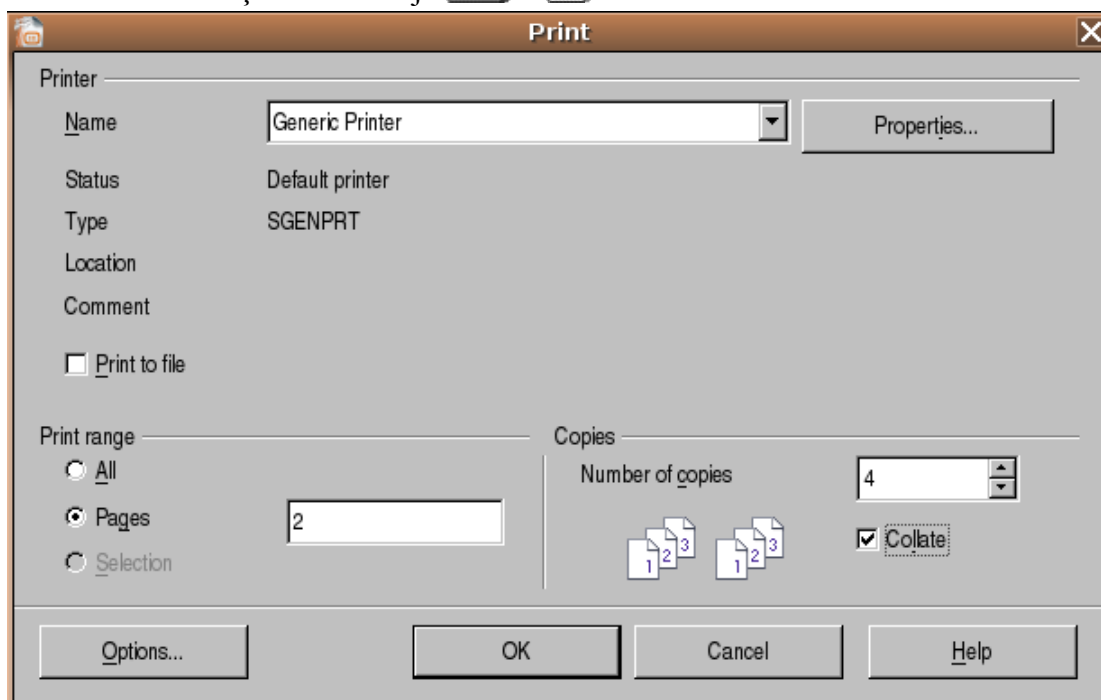 Print
Printer
Name Generic Printer Properties...
Status Default printer
Type SGENPRT
Location
Comment
Print to file
Print range
All
Pages 2
Selection
Copies
Number of copies 4
1 2 3 1 2 3
Collate
Options... OK Cancel Help